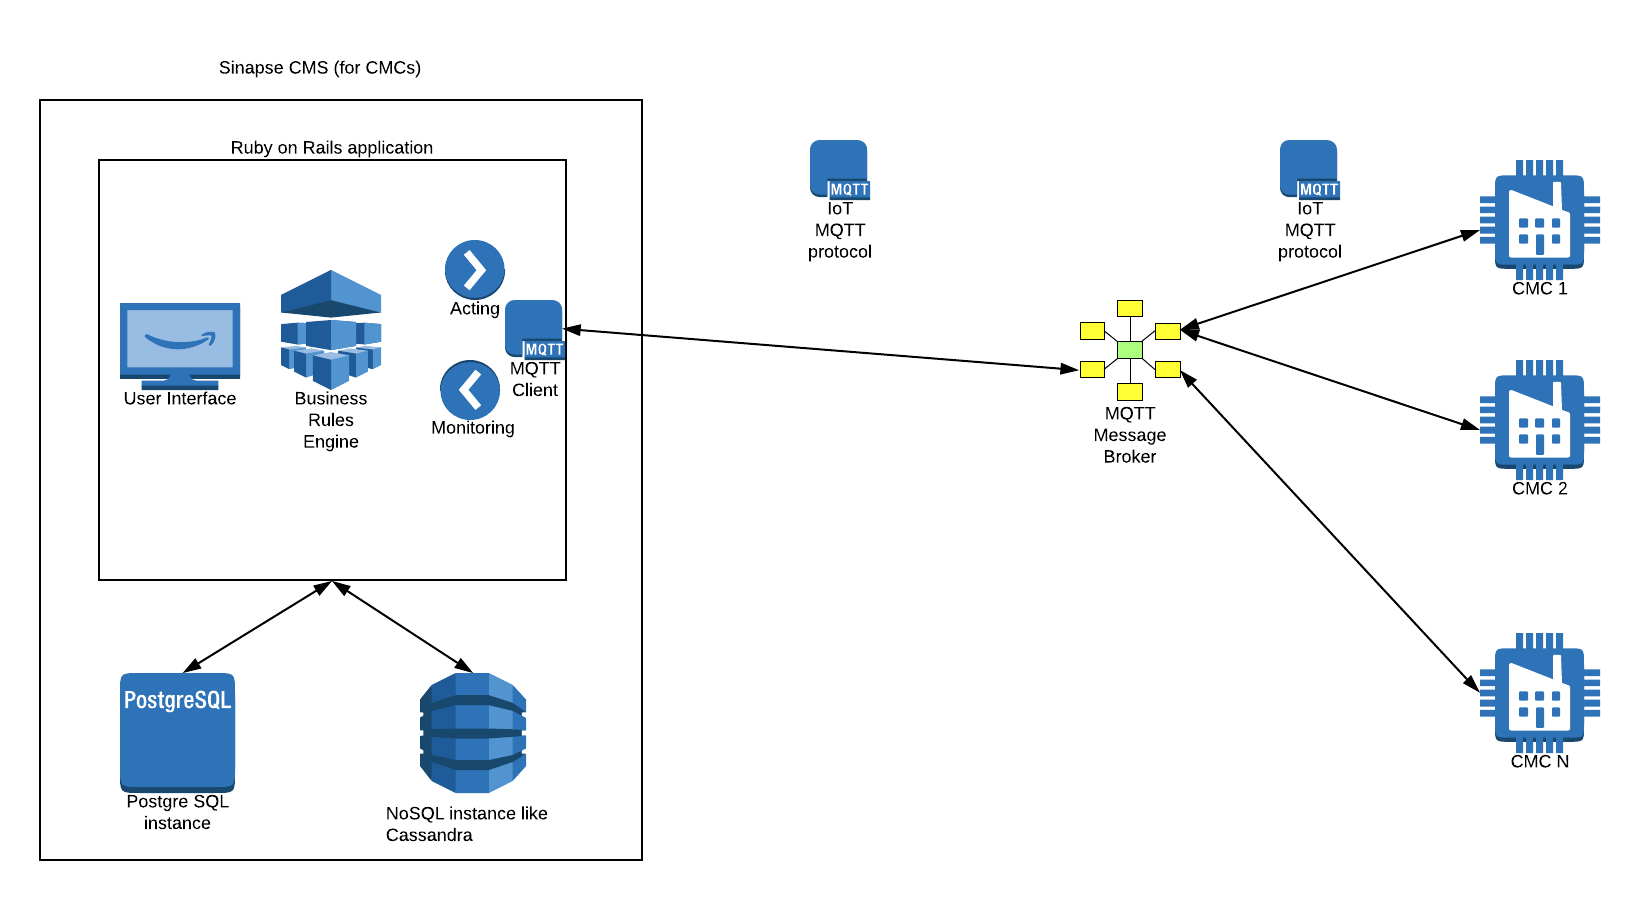 Sinapse CMS (for CMCs)
Ruby on Rails application
User Interface
Business
Rules
Engine
Acting
MQTT
MQTT
Client
Monitoring
PostgreSQL
Postgre SQL
instance
NoSQL instance like
Cassandra
MQTT
IoT
MQTT
protocol
MQTT
Message
Broker
MQTT
IoT
MQTT
protocol
CMC 1
CMC 2
CMC N